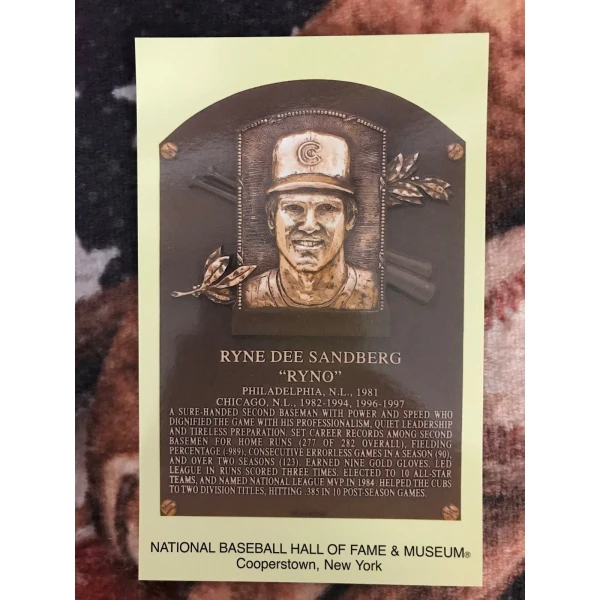 C
RYNE DEE SANDBERG
“RYNO”
PHILADELPHIA, N.L., 1981
CHICAGO, N.L., 1982-1994, 1996-1997
A SURE-HANDED SECOND BASEMAN WITH POWER AND SPEED WHO
DIGNIFIED THE GAME WITH HIS PROFESSIONALISM, QUIET LEADERSHIP
AND TIRELESS PREPARATION. SET CAREER RECORDS AMONG SECOND
BASEMEN FOR HOME RUNS (277 OF 282 OVERALL), FIELDING
PERCENTAGE (.989), CONSECUTIVE ERRORLESS GAMES IN A SEASON (90),
AND OVER TWO SEASONS (123). EARNED NINE GOLD GLOVES. LED
LEAGUE IN RUNS SCORED THREE TIMES. ELECTED TO 10 ALL-STAR
TEAMS, AND NAMED NATIONAL LEAGUE MVP IN 1984. HELPED THE CUBS
TO TWO DIVISION TITLES, HITTING .385 IN 10 POST-SEASON GAMES.
NATIONAL BASEBALL HALL OF FAME & MUSEUM®
Cooperstown, New York